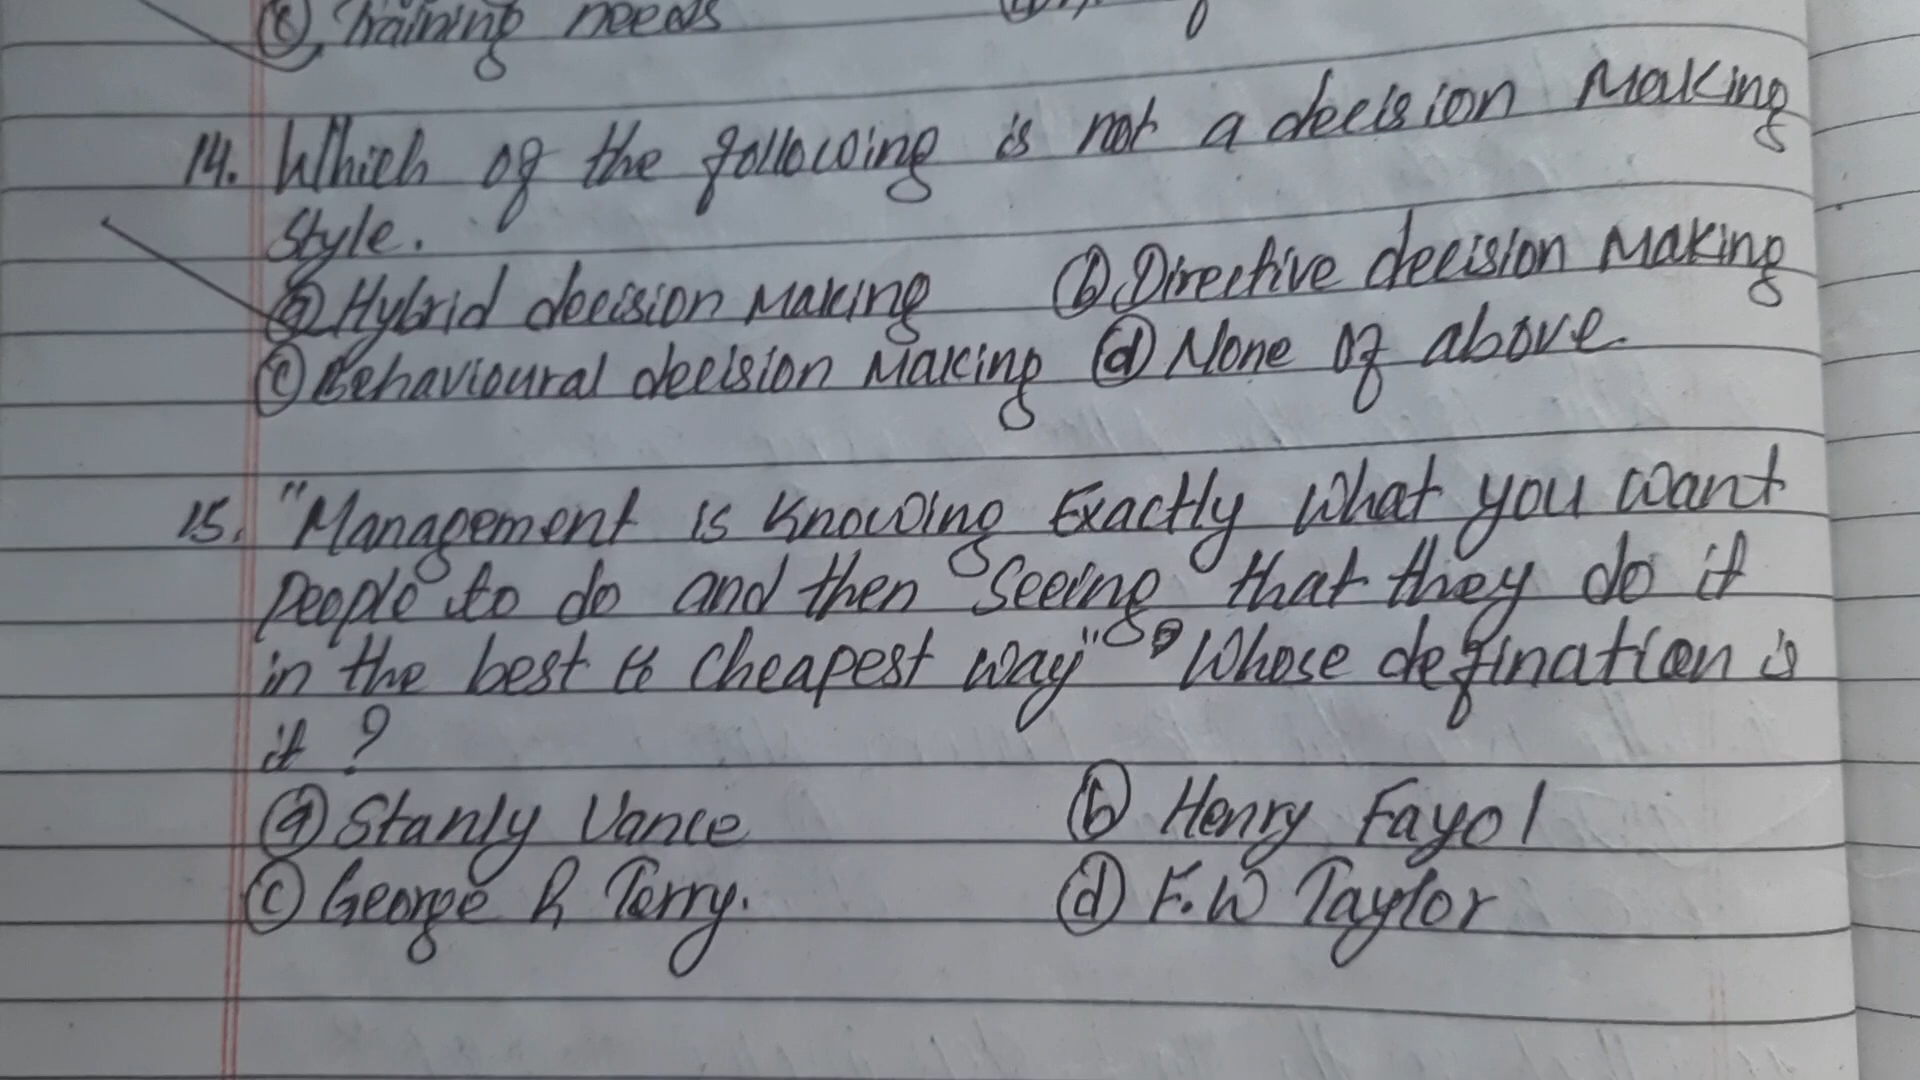 (c) Training needs
14. Which of the following is not a decision Making
Style.
(a) Hybrid decision Making (b) Directive decision Making
(c) Behavioural decision Making (d) None of above.
15. "Management is Knowing Exactly What you want
people to do and then Seeing that they do it
in the best & cheapest way". Whose defination is
it ?
(a) Stanly Vance (b) Henry Fayol
(c) George R Terry. (d) F.W Taylor